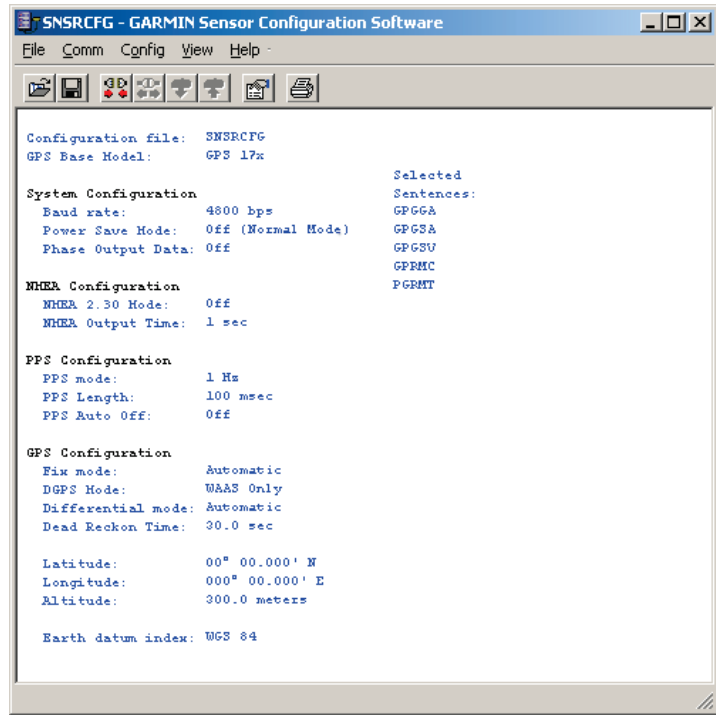 SNSRCFG - GARMIN Sensor Configuration Software
File Comm Config View Help
Configuration file: SNSRCFG
GPS Base Model: GPS 17x
Selected
System Configuration Sentences:
Baud rate: 4800 bps GPGGA
Power Save Mode: Off (Normal Mode) GPGSA
Phase Output Data: Off GPGSV
GPRMC
NMEA Configuration PGRMT
NMEA 2.30 Mode: Off
NMEA Output Time: 1 sec
PPS Configuration
PPS mode: 1 Hz
PPS Length: 100 msec
PPS Auto Off: Off
GPS Configuration
Fix mode: Automatic
DGPS Mode: WAAS Only
Differential mode: Automatic
Dead Reckon Time: 30.0 sec
Latitude: 00° 00.000' N
Longitude: 000° 00.000' E
Altitude: 300.0 meters
Earth datum index: WGS 84